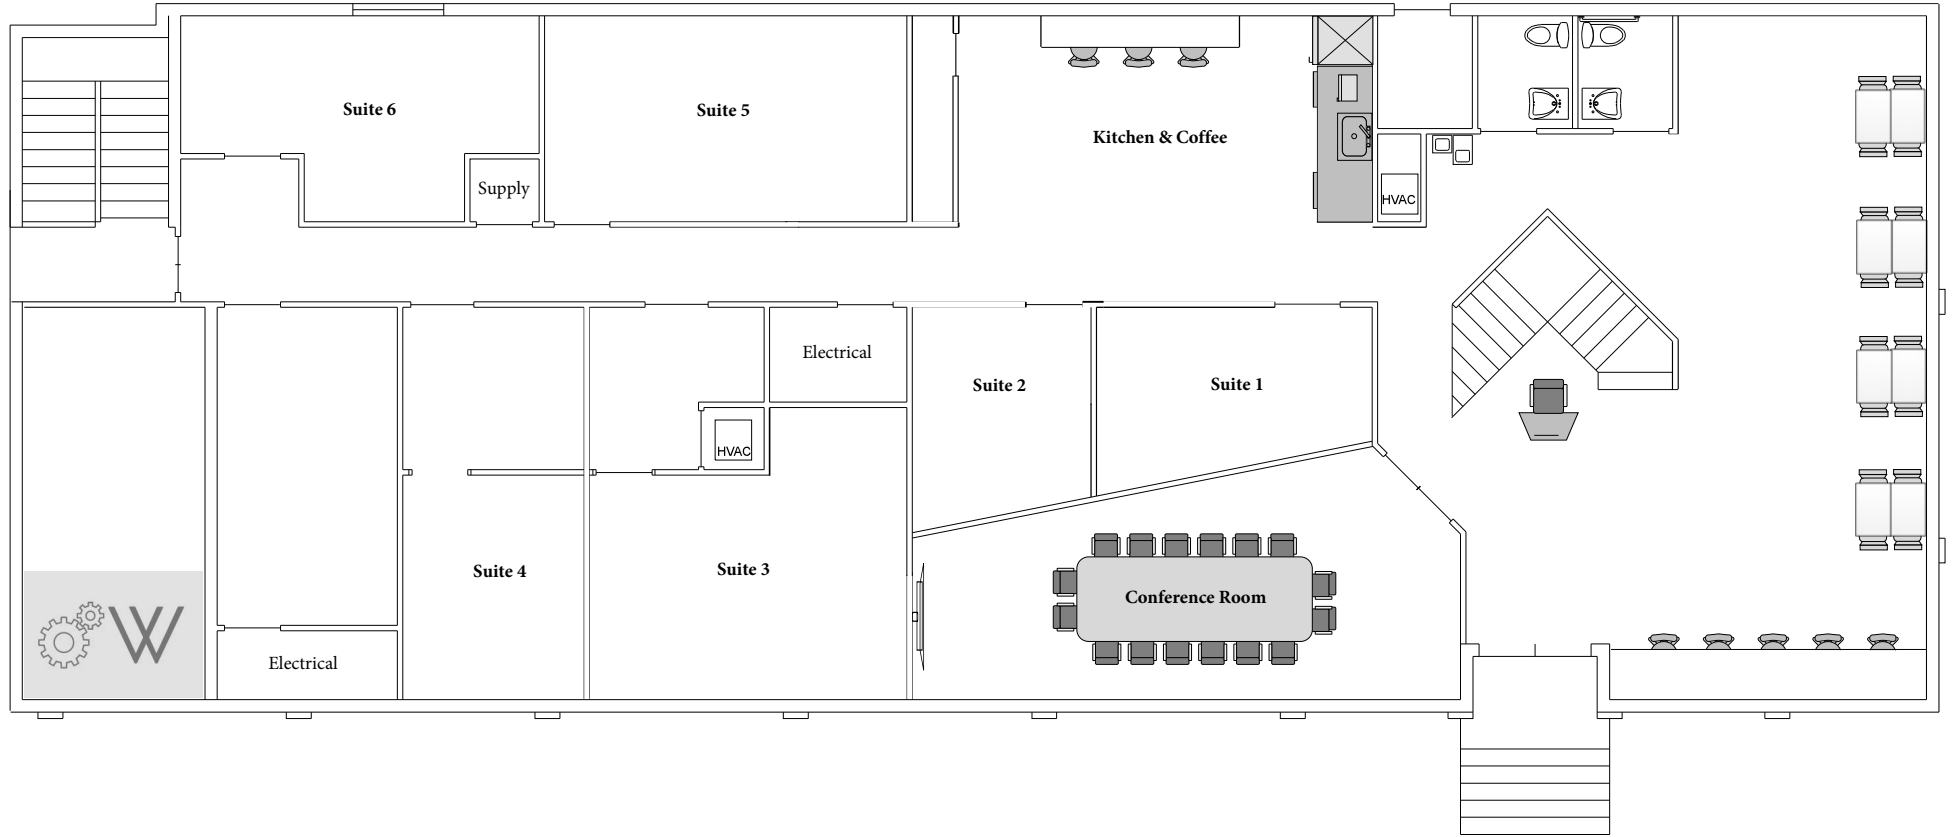 Suite 6
Suite 5
Kitchen & Coffee
Supply
HVAC
Electrical
Suite 2
Suite 1
HVAC
Suite 4
Suite 3
Conference Room
Electrical
W